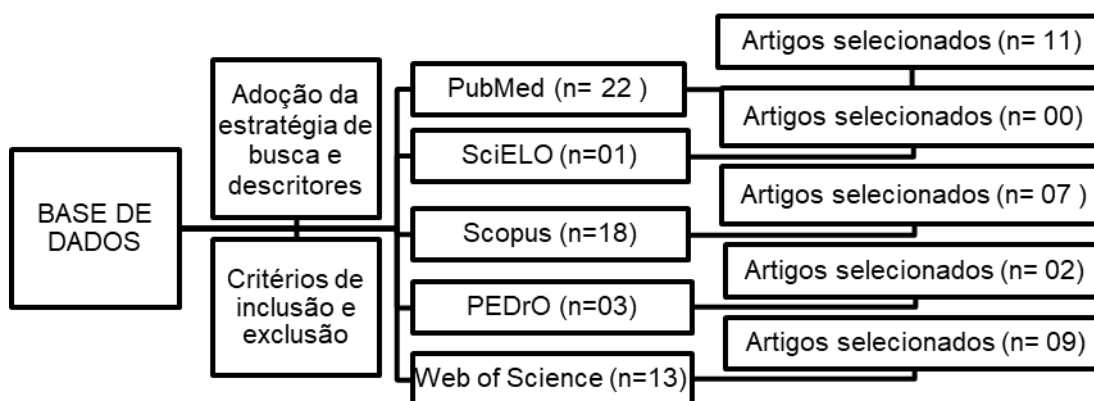 BASE DE
DADOS
Adoção da
estratégia de
busca e
descritores
Critérios de
inclusão e
exclusão
PubMed (n= 22 )
SciELO (n=01)
Scopus (n=18)
PEDrO (n=03)
Web of Science (n=13)
Artigos selecionados (n= 11)
Artigos selecionados (n= 00)
Artigos selecionados (n= 07 )
Artigos selecionados (n= 02)
Artigos selecionados (n= 09)